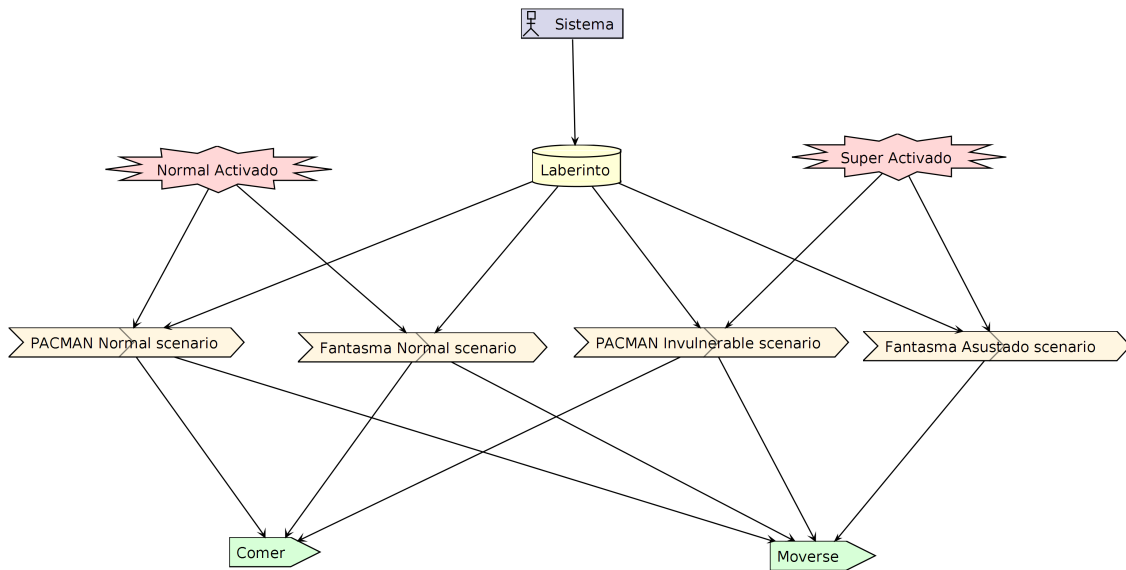 Sistema
Normal Activado
Laberinto
Super Activado
PACMAN Normal scenario
Fantasma Normal scenario
PACMAN Invulnerable scenario
Fantasma Asustado scenario
Comer
Moverse